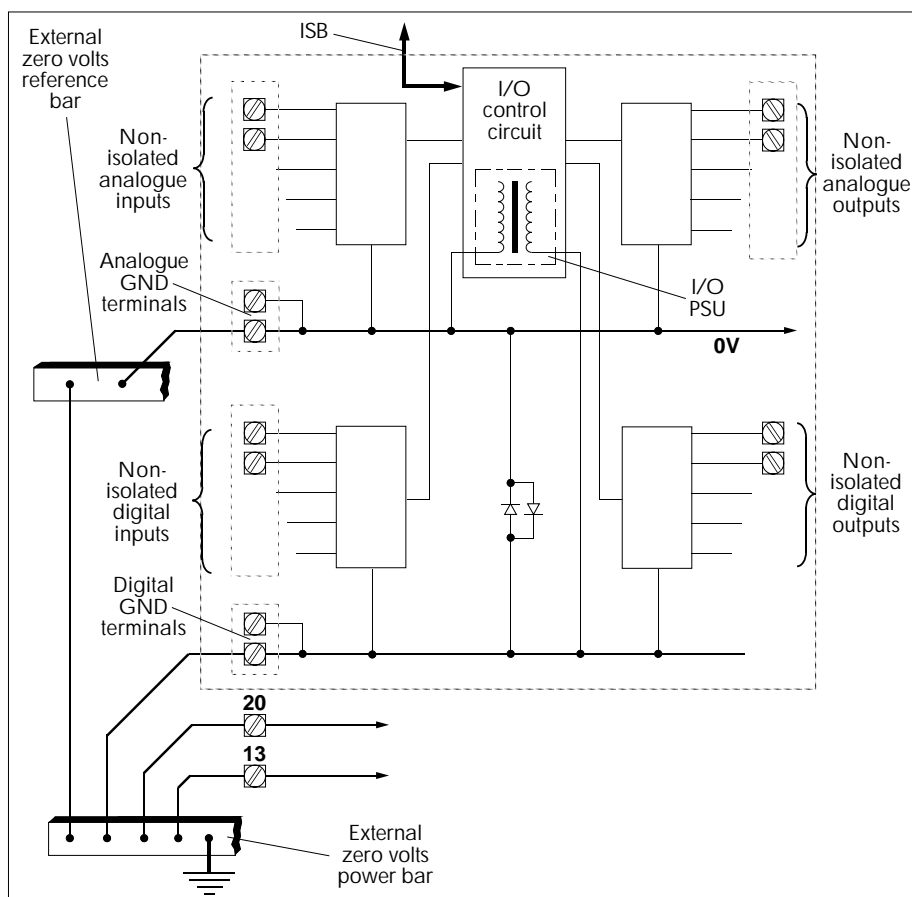 External
zero volts
reference
bar
ISB
I/O
control
circuit
Non-
isolated
analogue
inputs
Non-
isolated
analogue
outputs
Analogue
GND
terminals
I/O
PSU
0V
Non-
isolated
digital
inputs
Non-
isolated
digital
outputs
Digital
GND
terminals
20
13
External
zero volts
power bar